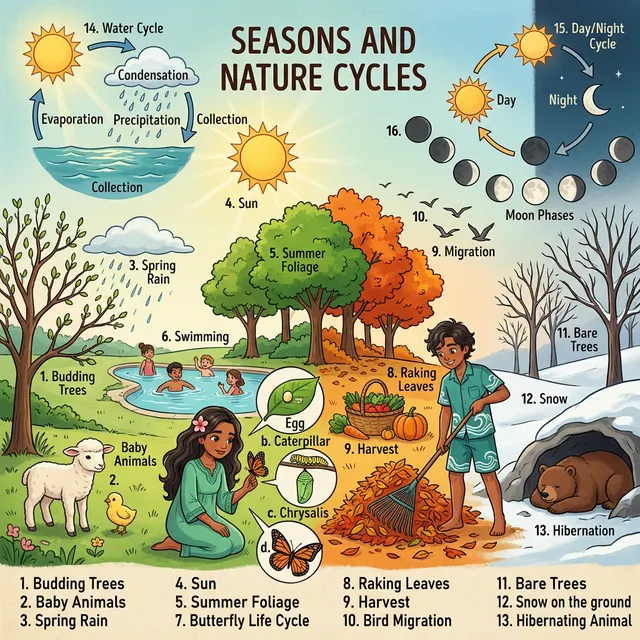 SEASONS AND
NATURE CYCLES
14. Water Cycle
Condensation
Evaporation
Precipitation
Collection
Collection
15. Day/Night
Cycle
Day
Night
16.
Moon Phases
4. Sun
3. Spring
Rain
5. Summer
Foliage
10.
9. Migration
6. Swimming
1. Budding
Trees
8. Raking
Leaves
11. Bare
Trees
12. Snow
Egg
b. Caterpillar
c. Chrysalis
d.
Baby
Animals
2.
9. Harvest
13. Hibernation
1. Budding Trees
2. Baby Animals
3. Spring Rain
4. Sun
5. Summer Foliage
7. Butterfly Life Cycle
8. Raking Leaves
9. Harvest
10. Bird Migration
11. Bare Trees
12. Snow on the ground
13. Hibernating Animal